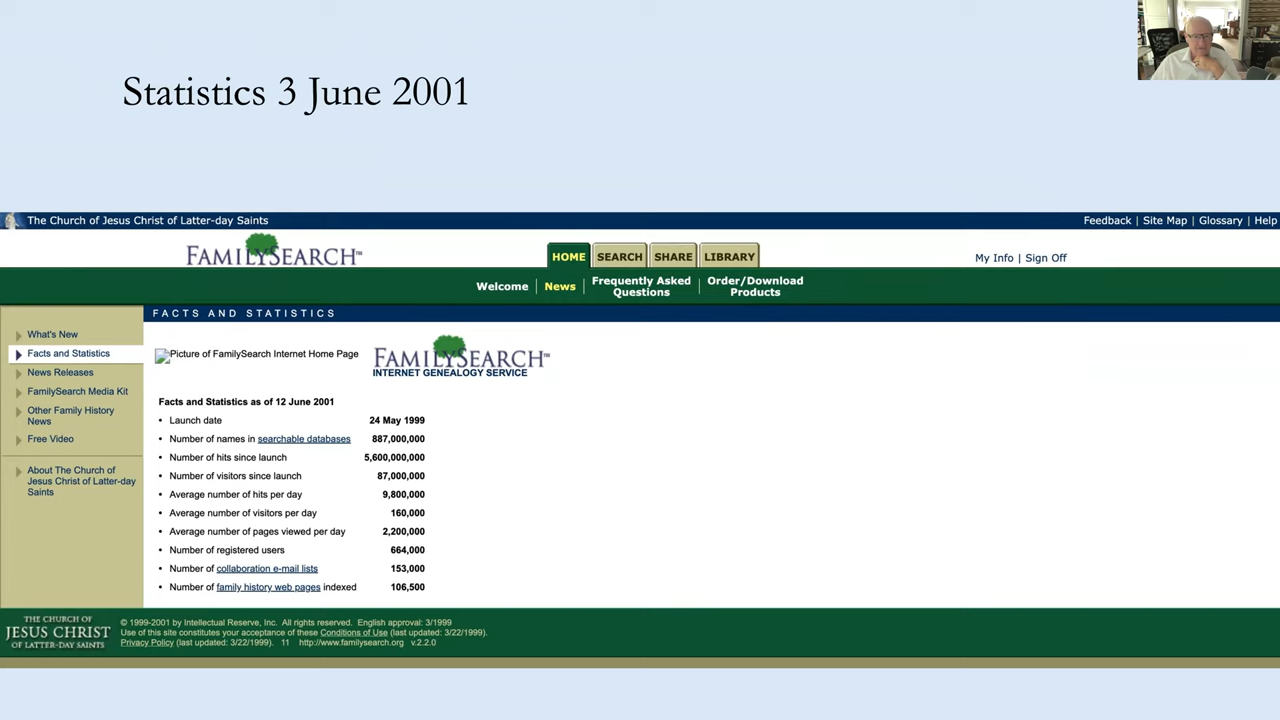 Statistics 3 June 2001
The Church of Jesus Christ of Latter-day Saints
Feedback | Site Map | Glossary | Help
FAMILYSEARCH™
HOME
SEARCH
SHARE
LIBRARY
My Info | Sign Off
Welcome
News
Frequently Asked
Questions
Order/Download
Products
FACTS AND STATISTICS
What's New
Facts and Statistics
News Releases
FamilySearch Media Kit
Other Family History
News
Free Video
About The Church of
Jesus Christ of Latter-day
Saints
Picture of FamilySearch Internet Home Page
FAMILYSEARCH™
INTERNET GENEALOGY SERVICE
Facts and Statistics as of 12 June 2001
• Launch date 24 May 1999
• Number of names in searchable databases 887,000,000
• Number of hits since launch 5,600,000,000
• Number of visitors since launch 87,000,000
• Average number of hits per day 9,800,000
• Average number of visitors per day 160,000
• Average number of pages viewed per day 2,200,000
• Number of registered users 664,000
• Number of collaboration e-mail lists 153,000
• Number of family history web pages indexed 106,500
THE CHURCH OF
JESUS CHRIST
OF LATTER-DAY SAINTS
© 1999-2001 by Intellectual Reserve, Inc. All rights reserved. English approval: 3/1999
Use of this site constitutes your acceptance of these Conditions of Use (last updated: 3/22/1999).
Privacy Policy (last updated: 3/22/1999). 11 http://www.familysearch.org v.2.2.0